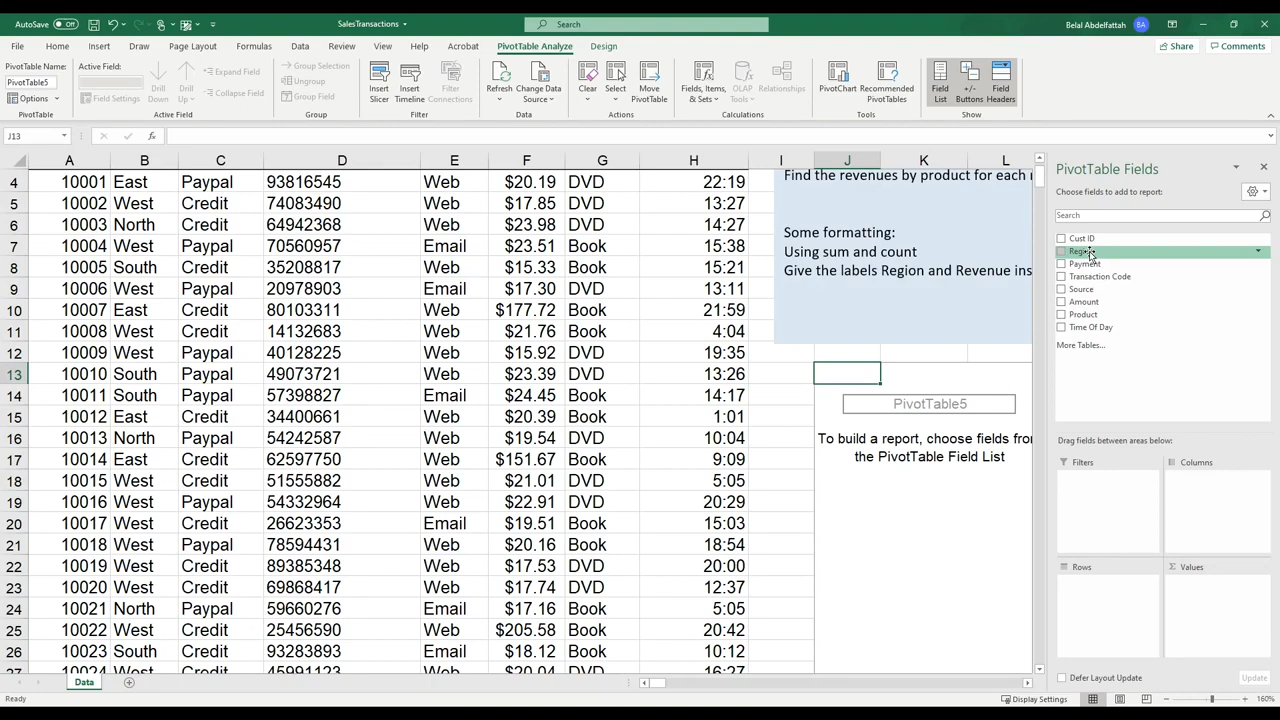 AutoSave Off SalesTransactions Search Belal Abdelfattah BA
File Home Insert Draw Page Layout Formulas Data Review View Help Acrobat PivotTable Analyze Design Share Comments
PivotTable Name: Active Field:
PivotTable5
Options
Field Settings
Drill Down
Drill Up
Expand Field
Collapse Field
Group Selection
Ungroup
Group Field
Insert Slicer
Insert Timeline
Filter Connections
Refresh
Change Data Source
Clear
Select
Move PivotTable
Fields, Items, & Sets
OLAP Tools
Relationships
PivotChart
Recommended PivotTables
Field List
+/- Buttons
Field Headers
PivotTable Active Field Group Filter Data Actions Calculations Tools Show
J13 fx
A B C D E F G H I J K L
4 10001 East Paypal 93816545 Web $20.19 DVD 22:19
5 10002 West Credit 74083490 Web $17.85 DVD 13:27
6 10003 North Credit 64942368 Web $23.98 DVD 14:27
7 10004 West Paypal 70560957 Email $23.51 Book 15:38
8 10005 South Credit 35208817 Web $15.33 Book 15:21
9 10006 West Paypal 20978903 Email $17.30 DVD 13:11
10 10007 East Credit 80103311 Web $177.72 Book 21:59
11 10008 West Credit 14132683 Web $21.76 DVD 4:04
12 10009 West Paypal 40128225 Web $15.92 DVD 19:35
13 10010 South Paypal 49073721 Web $23.39 DVD 13:26
14 10011 South Paypal 57398827 Email $24.45 Book 14:17
15 10012 East Credit 34400661 Web $20.39 Book 1:01
16 10013 North Paypal 54242587 Web $19.54 DVD 10:04
17 10014 East Credit 62597750 Web $151.67 Book 9:09
18 10015 West Credit 51555882 Web $21.01 DVD 5:05
19 10016 West Paypal 54332964 Web $22.91 DVD 20:29
20 10017 West Credit 26623353 Email $19.51 Book 15:03
21 10018 West Paypal 78594431 Web $20.16 Book 18:54
22 10019 West Credit 89385348 Web $17.53 DVD 20:00
23 10020 West Credit 69868417 Web $17.74 DVD 12:37
24 10021 North Paypal 59660276 Email $17.16 Book 5:05
25 10022 West Credit 25456590 Web $205.58 Book 20:42
26 10023 South Credit 93283893 Email $18.12 Book 10:12
27 10024 West Credit 45991123 Web $20.04 DVD 16:27
Find the revenues by product for each
Some formatting:
Using sum and count
Give the labels Region and Revenue ins
PivotTable5
To build a report, choose fields from
the PivotTable Field List
PivotTable Fields
Choose fields to add to report:
Search
Cust ID
Region
Payment
Transaction Code
Source
Amount
Product
Time Of Day
More Tables...
Drag fields between areas below:
Filters Columns
Rows Σ Values
Defer Layout Update Update
Data
Ready Display Settings 160%